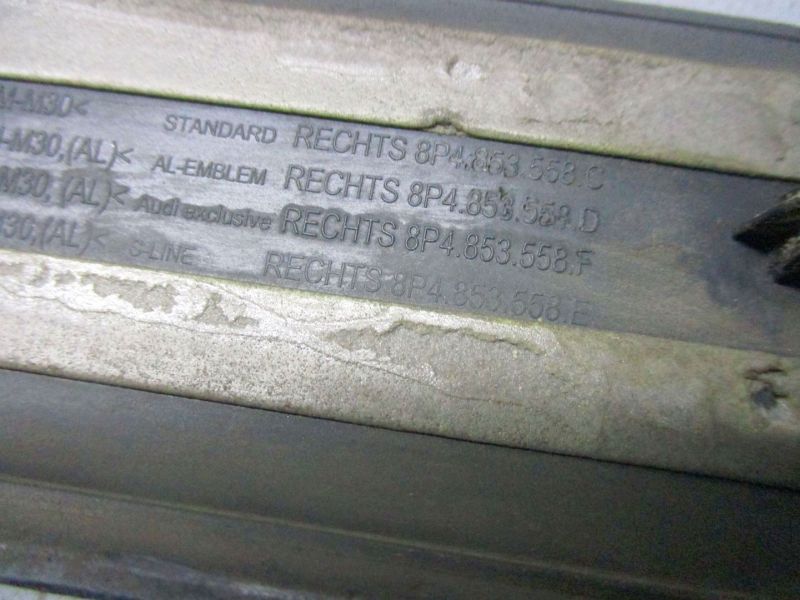 M-M30<
STANDARD RECHTS 8P4.853.558.C
-M30,(AL)<
AL-EMBLEM RECHTS 8P4.853.558.D
M30, (AL)<
Audi exclusive RECHTS 8P4.853.558.F
30,(AL)<
S-LINE RECHTS 8P4.853.558.E